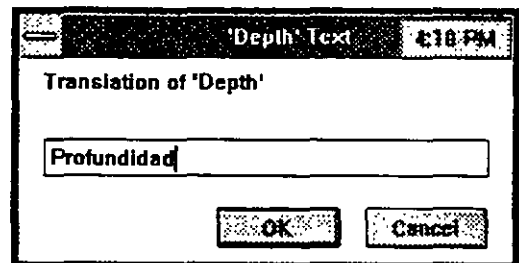 'Depth' Text 4:18 PM
Translation of 'Depth'
Profundidad
OK Cancel